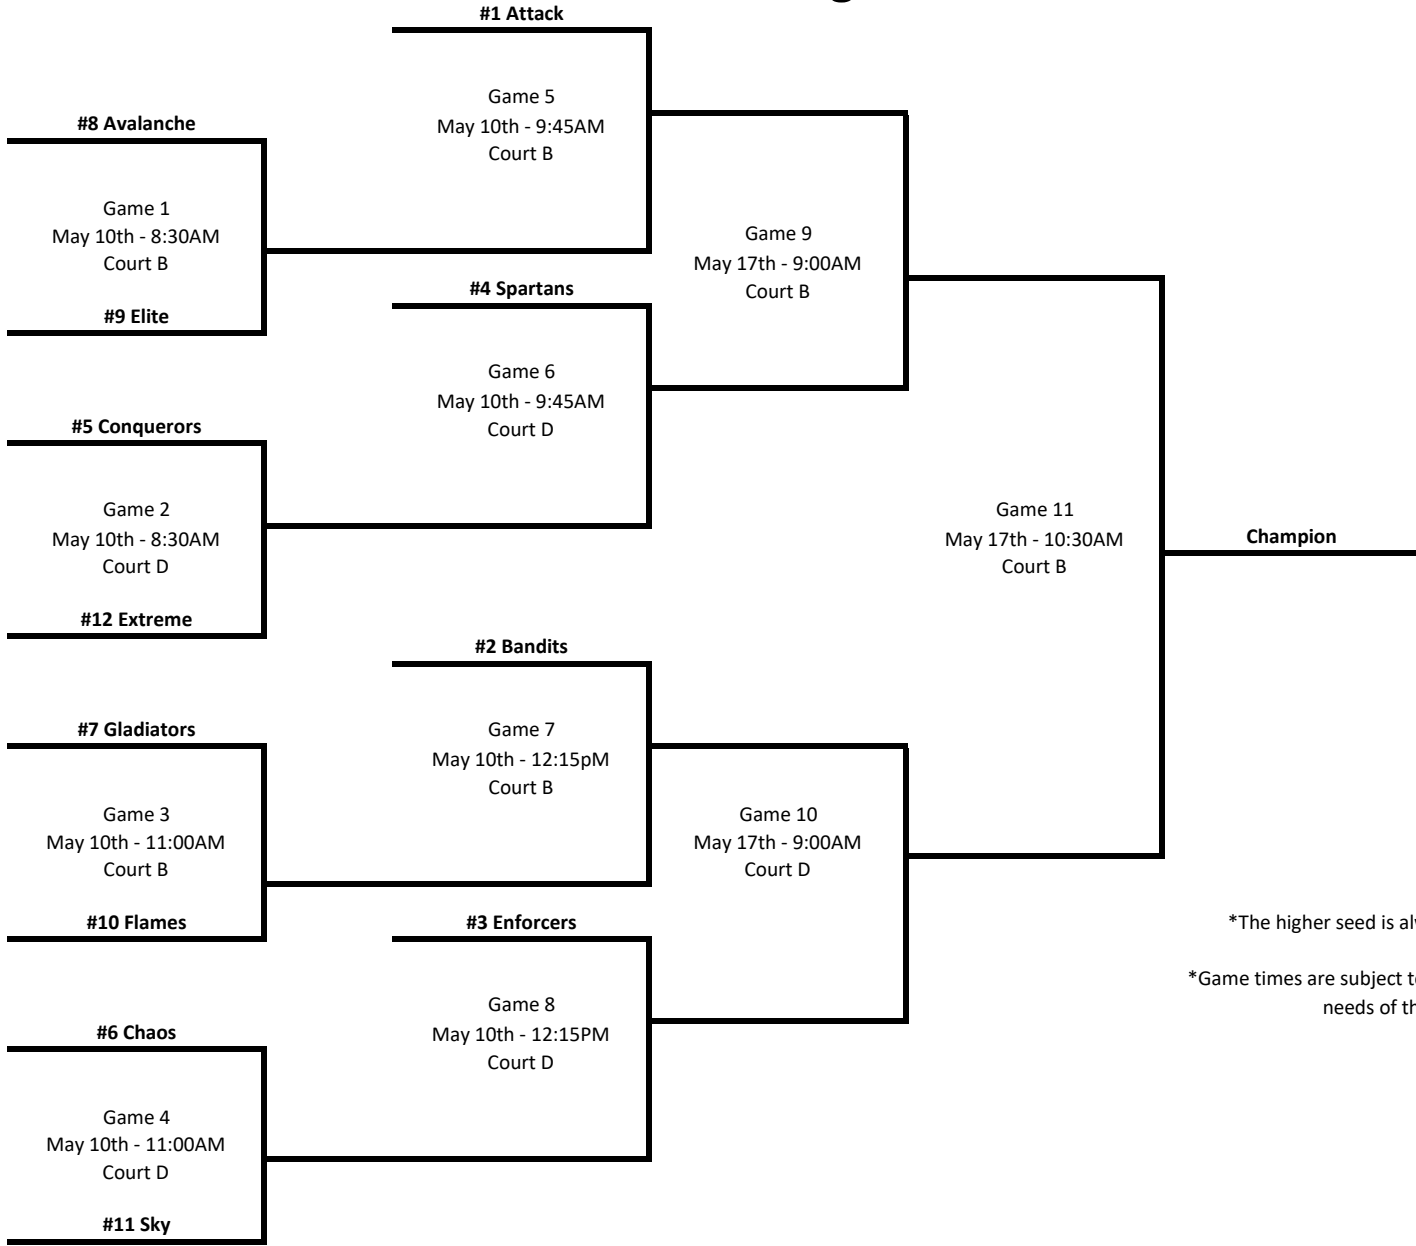 #1 Attack
Game 5
May 10th - 9:45AM
Court B
#8 Avalanche
Game 1
May 10th - 8:30AM
Court B
#9 Elite
Game 9
May 17th - 9:00AM
Court B
#4 Spartans
Game 6
May 10th - 9:45AM
Court D
#5 Conquerors
Game 2
May 10th - 8:30AM
Court D
#12 Extreme
Game 11
May 17th - 10:30AM
Court B
Champion
#2 Bandits
Game 7
May 10th - 12:15pM
Court B
#7 Gladiators
Game 3
May 10th - 11:00AM
Court B
#10 Flames
Game 10
May 17th - 9:00AM
Court D
#3 Enforcers
Game 8
May 10th - 12:15PM
Court D
#6 Chaos
Game 4
May 10th - 11:00AM
Court D
#11 Sky
*The higher seed is
*Game times are subject
needs of